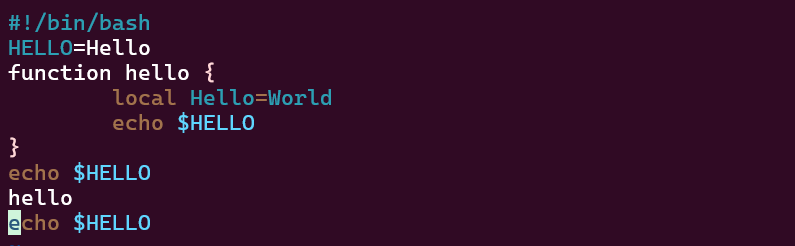 #!/bin/bash
HELLO=Hello
function hello {
        local Hello=World
        echo $HELLO
}
echo $HELLO
hello
echo $HELLO